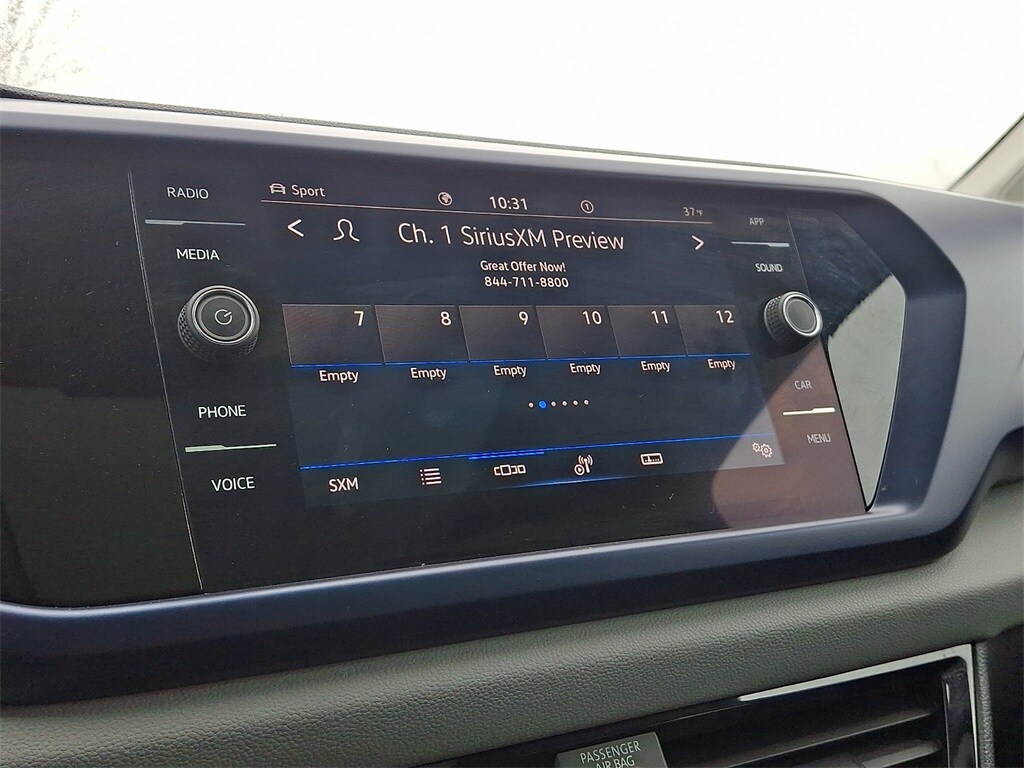 RADIO
MEDIA
PHONE
VOICE
Sport
10:31
1
37°F
Ch. 1 SiriusXM Preview
Great Offer Now!
844-711-8800
7 8 9 10 11 12
Empty Empty Empty Empty Empty Empty
SXM
APP
SOUND
CAR
MENU
PASSENGER
AIR BAG